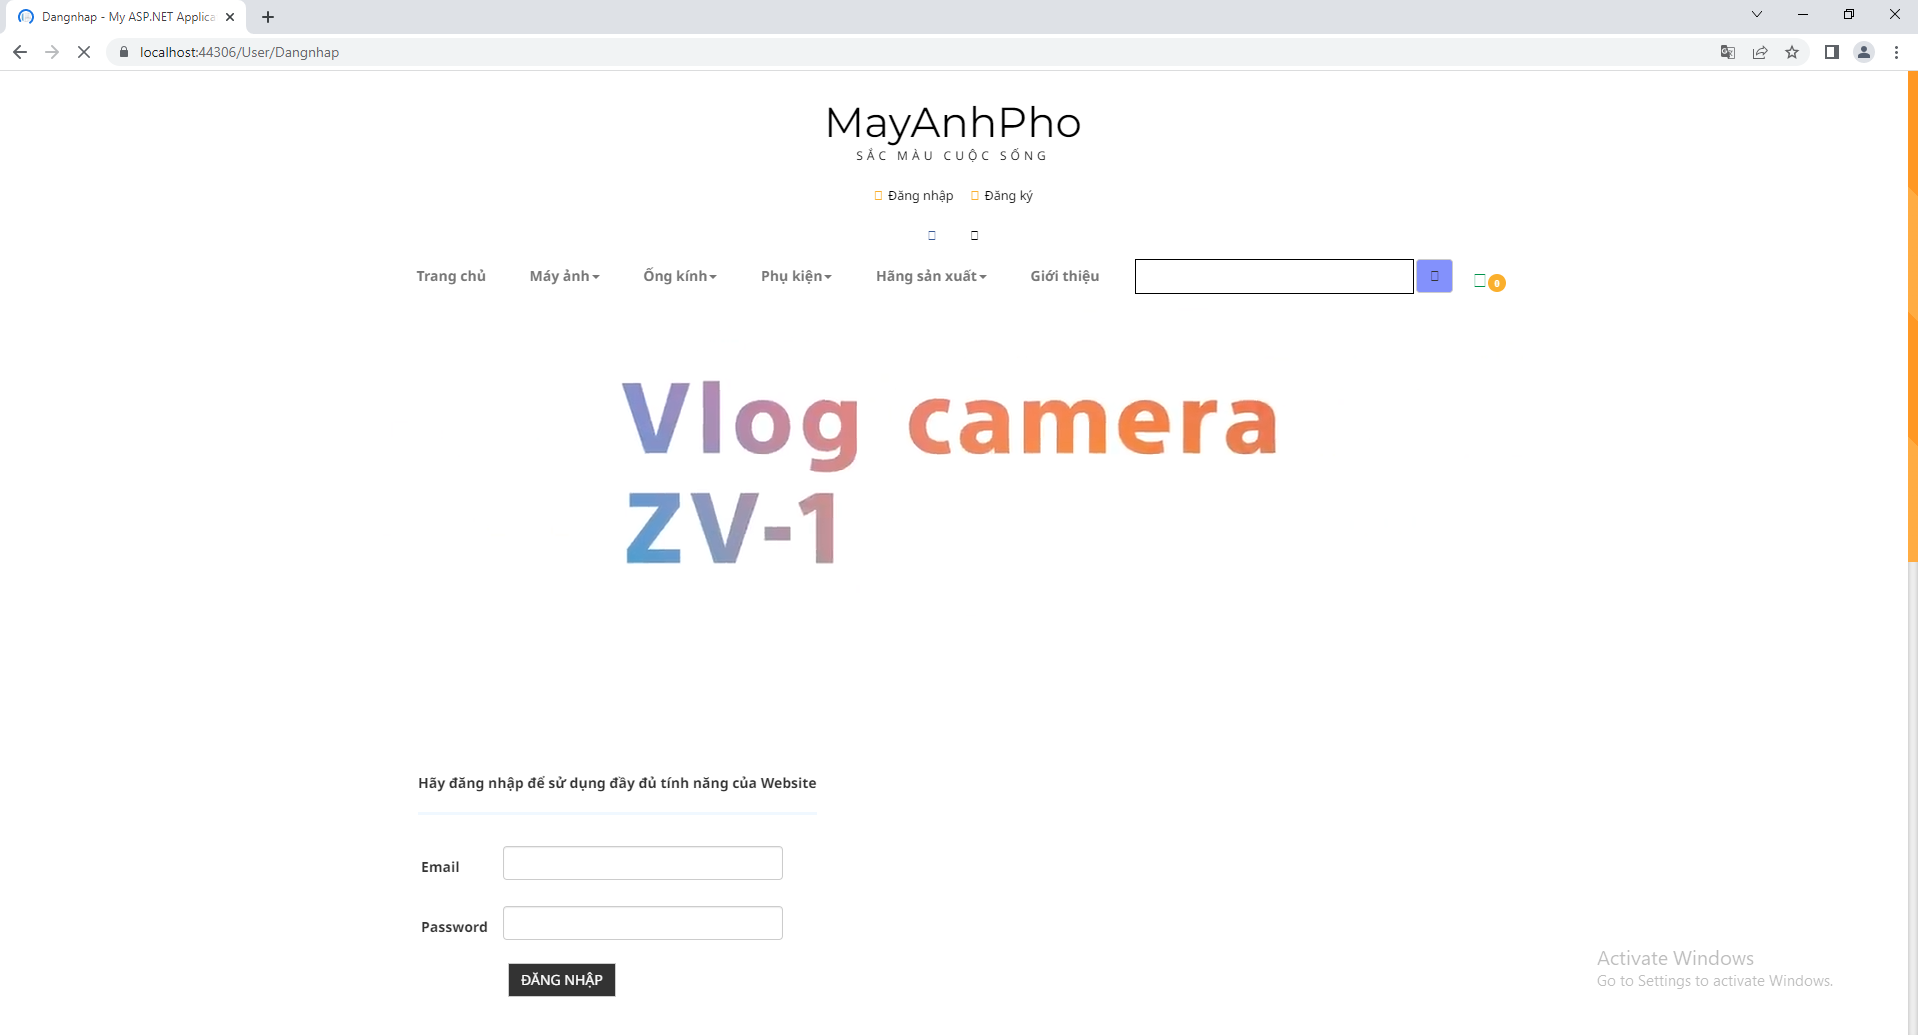 Dangnhap - My ASP.NET Applica
localhost:44306/User/Dangnhap
MayAnhPho
SẮC MÀU CUỘC SỐNG
Đăng nhập Đăng ký
Trang chủ Máy ảnh Ống kính Phụ kiện Hãng sản xuất Giới thiệu 0
Vlog camera
ZV-1
Hãy đăng nhập để sử dụng đầy đủ tính năng của Website
Email
Password
ĐĂNG NHẬP
Activate Windows
Go to Settings to activate Windows.